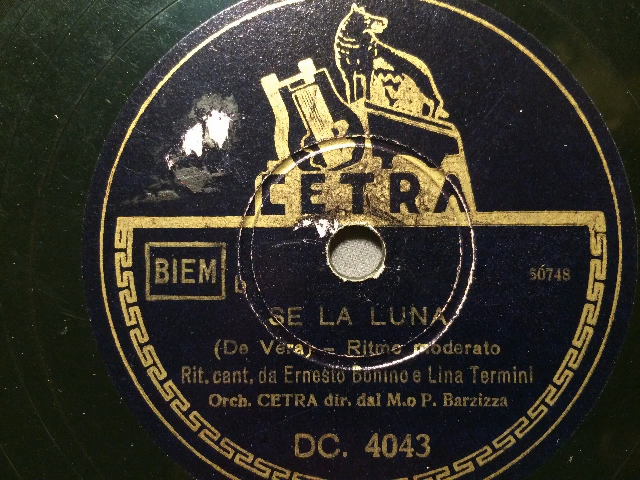 CETRA
BIEM
b
50748
SE LA LUNA
(De Vera) - Ritmo moderato
Rit. cant. da Ernesto Bonino e Lina Termini
Orch. CETRA dir. dal M.o P. Barzizza
DC. 4043